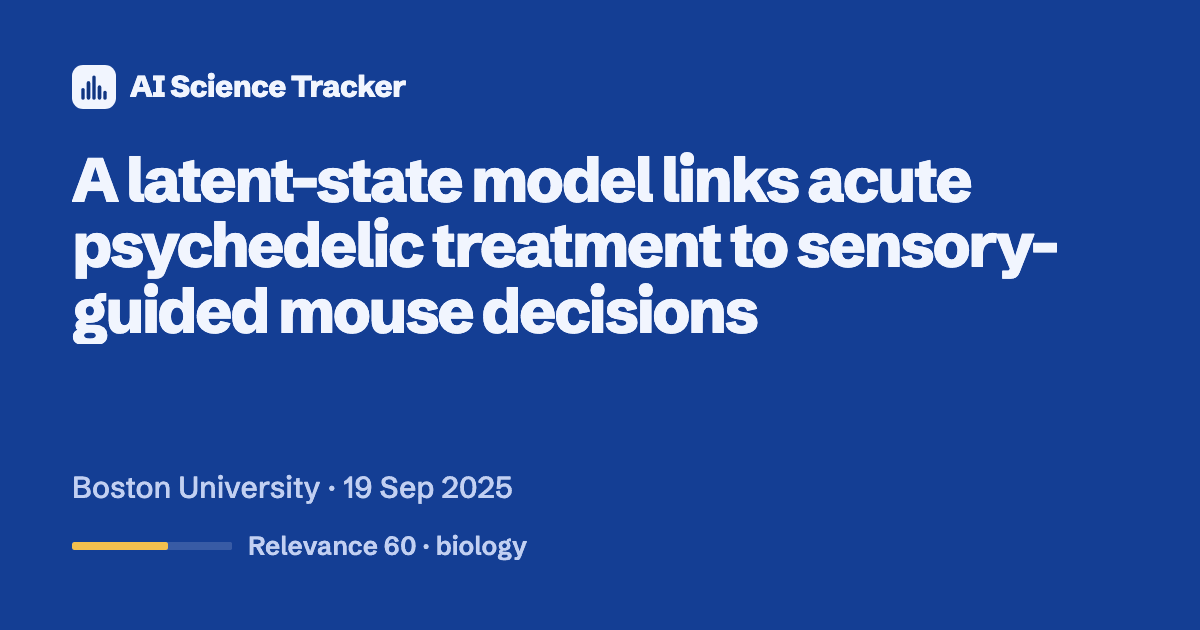 AI Science Tracker
A latent-state model links acute
psychedelic treatment to sensory-
guided mouse decisions
Boston University · 19 Sep 2025
Relevance 60 · biology